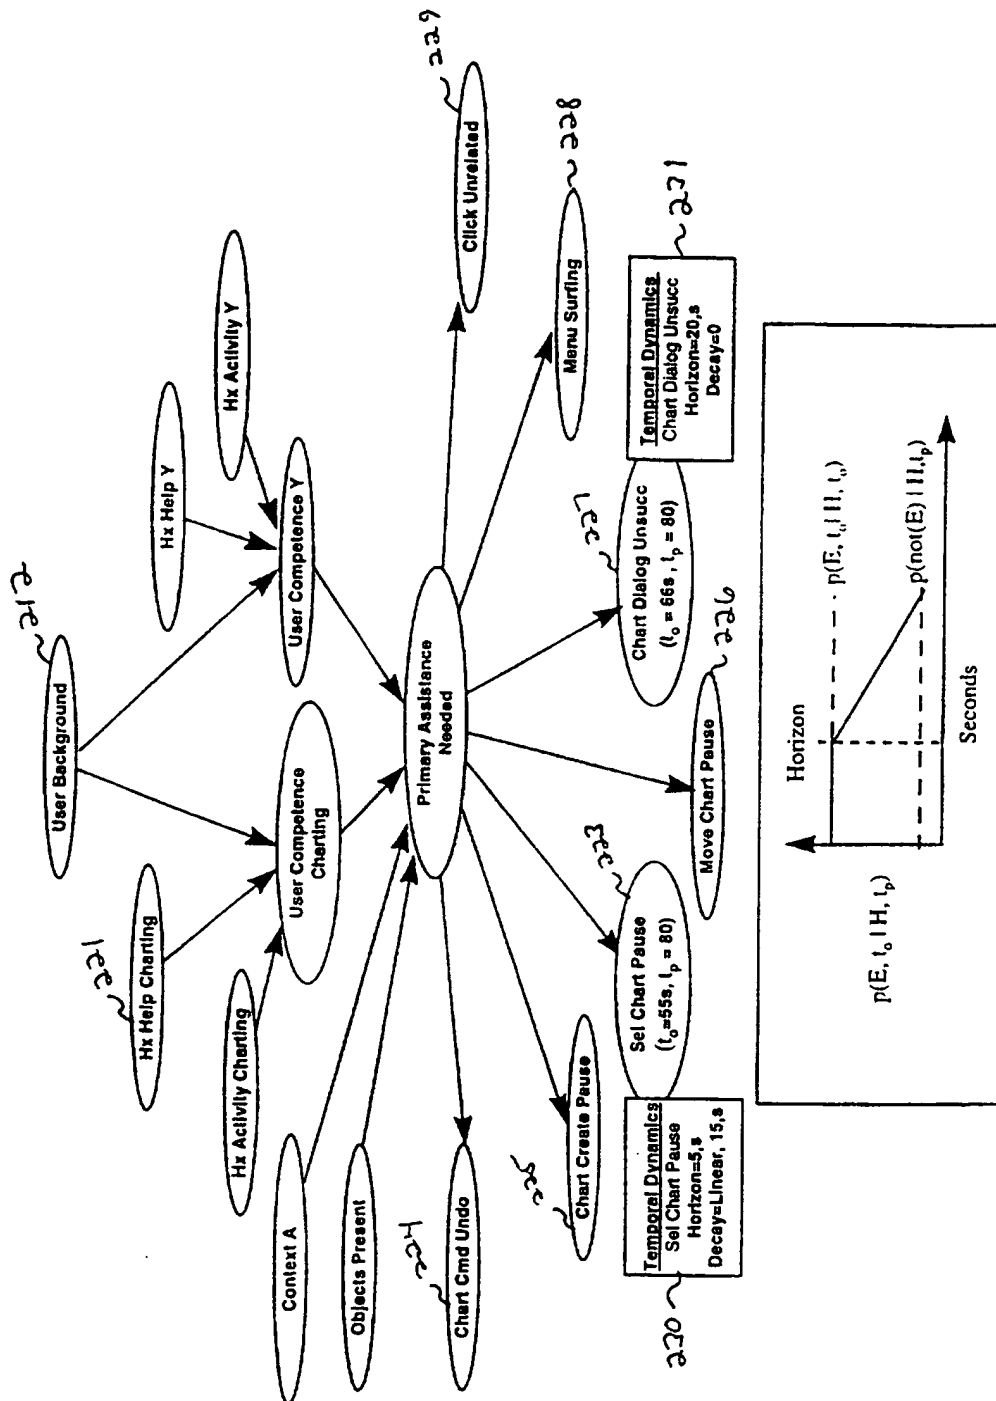 212
User Background
221
Hx Help Charting
Hx Help Y
Hx Activity Charting
Hx Activity Y
Context A
User Competence
Charting
User Competence Y
Objects Present
Primary Assistance
Needed
224
Chart Cmd Undo
Click Unrelated
229
225
Chart Create Pause
Menu Surfing
228
223
Sel Chart Pause
(t_o=55s, t_p = 80)
227
Chart Dialog Unsucc
(t_o = 66s, t_p = 80)
Move Chart Pause
226
230
Temporal Dynamics
Sel Chart Pause
Horizon=5,s
Decay=Linear, 15,s
Temporal Dynamics
Chart Dialog Unsucc
Horizon=20,s
Decay=0
231
Horizon
p(E, t_o | H, t_p)
p(E, t_o | H, t_o)
p(not(E) | H, t_p)
Seconds